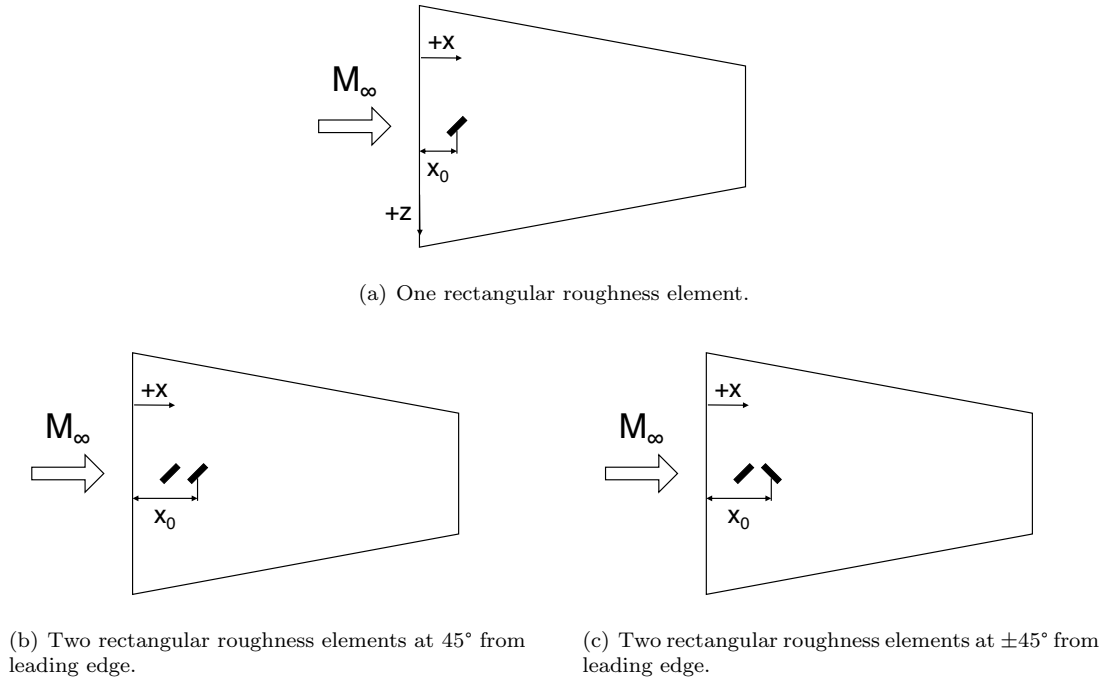 +x
M∞
x0
+z
(a) One rectangular roughness element.
+x
M∞
x0
(b) Two rectangular roughness elements at 45° from
leading edge.
+x
M∞
x0
(c) Two rectangular roughness elements at ±45° from
leading edge.